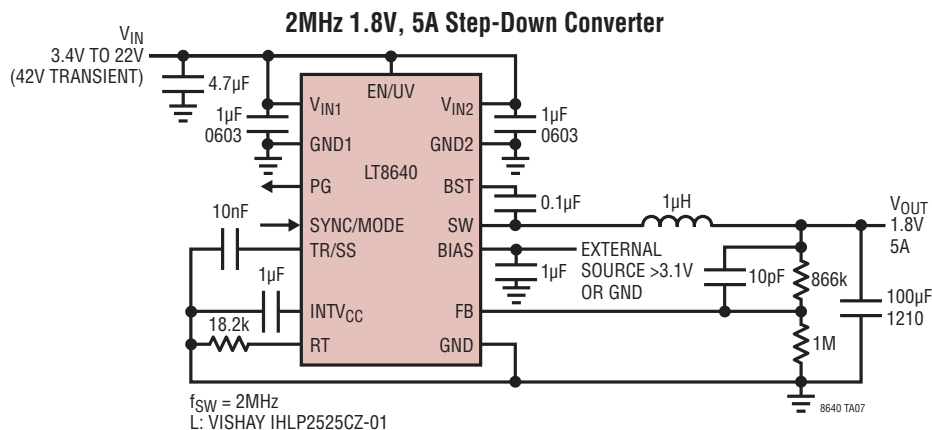 2MHz 1.8V, 5A Step-Down Converter
VIN
3.4V TO 22V
(42V TRANSIENT)
4.7µF
EN/UV
VIN1
VIN2
1µF
0603
1µF
0603
GND1
GND2
LT8640
PG
BST
0.1µF
1µH
VOUT
1.8V
5A
10nF
SYNC/MODE
SW
TR/SS
BIAS
EXTERNAL
SOURCE >3.1V
OR GND
1µF
1µF
10pF
866k
100µF
1210
INTVCC
FB
18.2k
RT
GND
1M
fSW = 2MHz
L: VISHAY IHLP2525CZ-01
8640 TA07